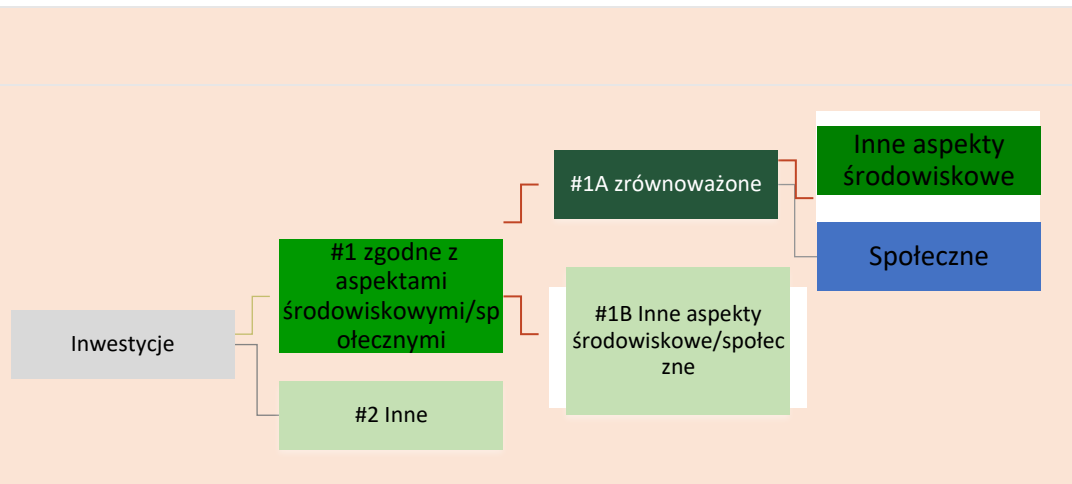 Inwestycje
#1 zgodne z
aspektami
środowiskowymi/sp
ołecznymi
#2 Inne
#1A zrównoważone
#1B Inne aspekty
środowiskowe/społec
zne
Inne aspekty
środowiskowe
Społeczne